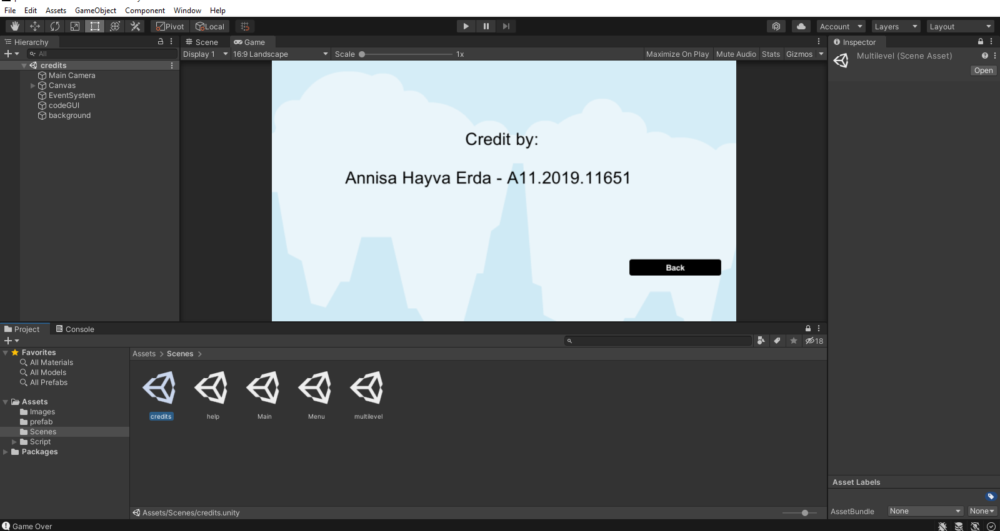 File Edit Assets GameObject Component Window Help
Pivot Local Account Layers Layout
Hierarchy
All
credits
Main Camera
Canvas
EventSystem
codeGUI
background
Scene Game
Display 1 16:9 Landscape Scale 1x Maximize On Play Mute Audio Stats Gizmos
Credit by:
Annisa Hayva Erda - A11.2019.11651
Back
Inspector
Multilevel (Scene Asset)
Open
Project Console
18
Favorites
All Materials
All Models
All Prefabs
Assets
Images
prefab
Scenes
Script
Packages
Assets > Scenes >
credits help Main Menu multilevel
Assets/Scenes/credits.unity
Asset Labels
AssetBundle None None
Game Over